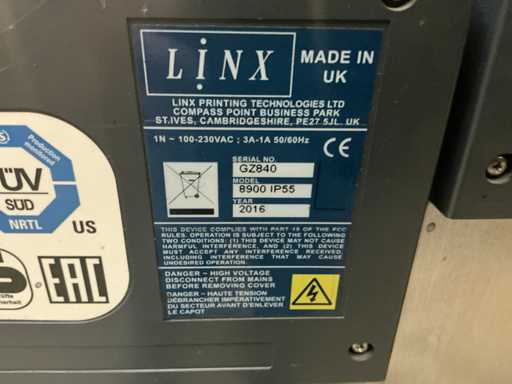 LINX
MADE IN
UK
LINX PRINTING TECHNOLOGIES LTD
COMPASS POINT BUSINESS PARK
ST.IVES, CAMBRIDGESHIRE, PE27 5JL. UK
1N ~ 100-230VAC ; 3A-1A 50/60Hz
CE
SERIAL NO.
GZ840
MODEL
8900 IP55
YEAR
2016
THIS DEVICE COMPLIES WITH PART 15 OF THE FCC
RULES. OPERATION IS SUBJECT TO THE FOLLOWING
TWO CONDITIONS: (1) THIS DEVICE MAY NOT CAUSE
HARMFUL INTERFERENCE, AND (2) THIS DEVICE
MUST ACCEPT ANY INTERFERENCE RECEIVED,
INCLUDING INTERFERENCE THAT MAY CAUSE
UNDESIRED OPERATION.
DANGER – HIGH VOLTAGE
DISCONNECT FROM MAINS
BEFORE REMOVING COVER
DANGER – HAUTE TENSION
DÉBRANCHER IMPÉRATIVEMENT
DU SECTEUR AVANT D'ENLEVER
LE CAPOT
Production
monitored
ÜV
SÜD
NRTL
US
EAC